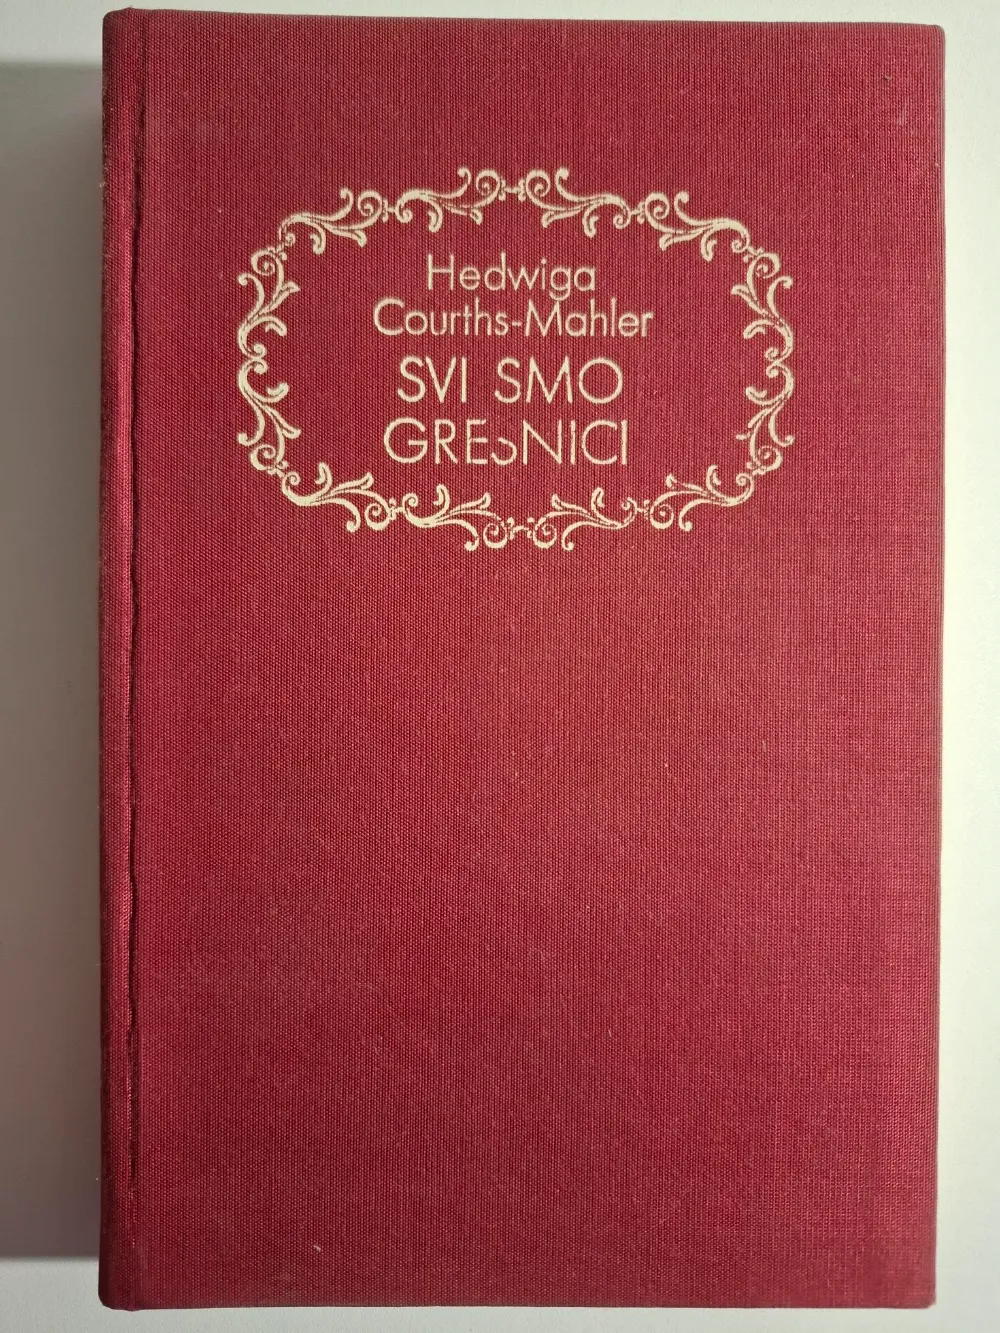 Hedwiga
Courths-Mahler
SVI SMO
GREŠNICI